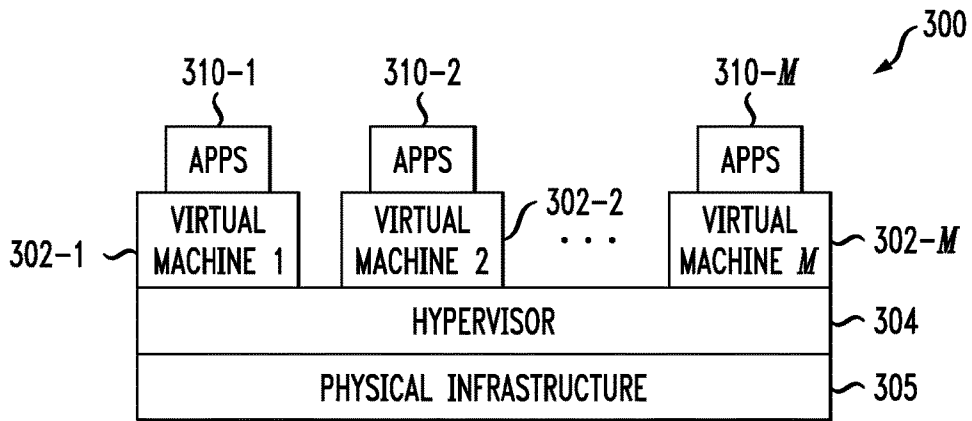 300
310-1
310-2
310-M
APPS
APPS
APPS
302-1
VIRTUAL
MACHINE 1
VIRTUAL
MACHINE 2
302-2
. . .
VIRTUAL
MACHINE M
302-M
HYPERVISOR
304
PHYSICAL INFRASTRUCTURE
305